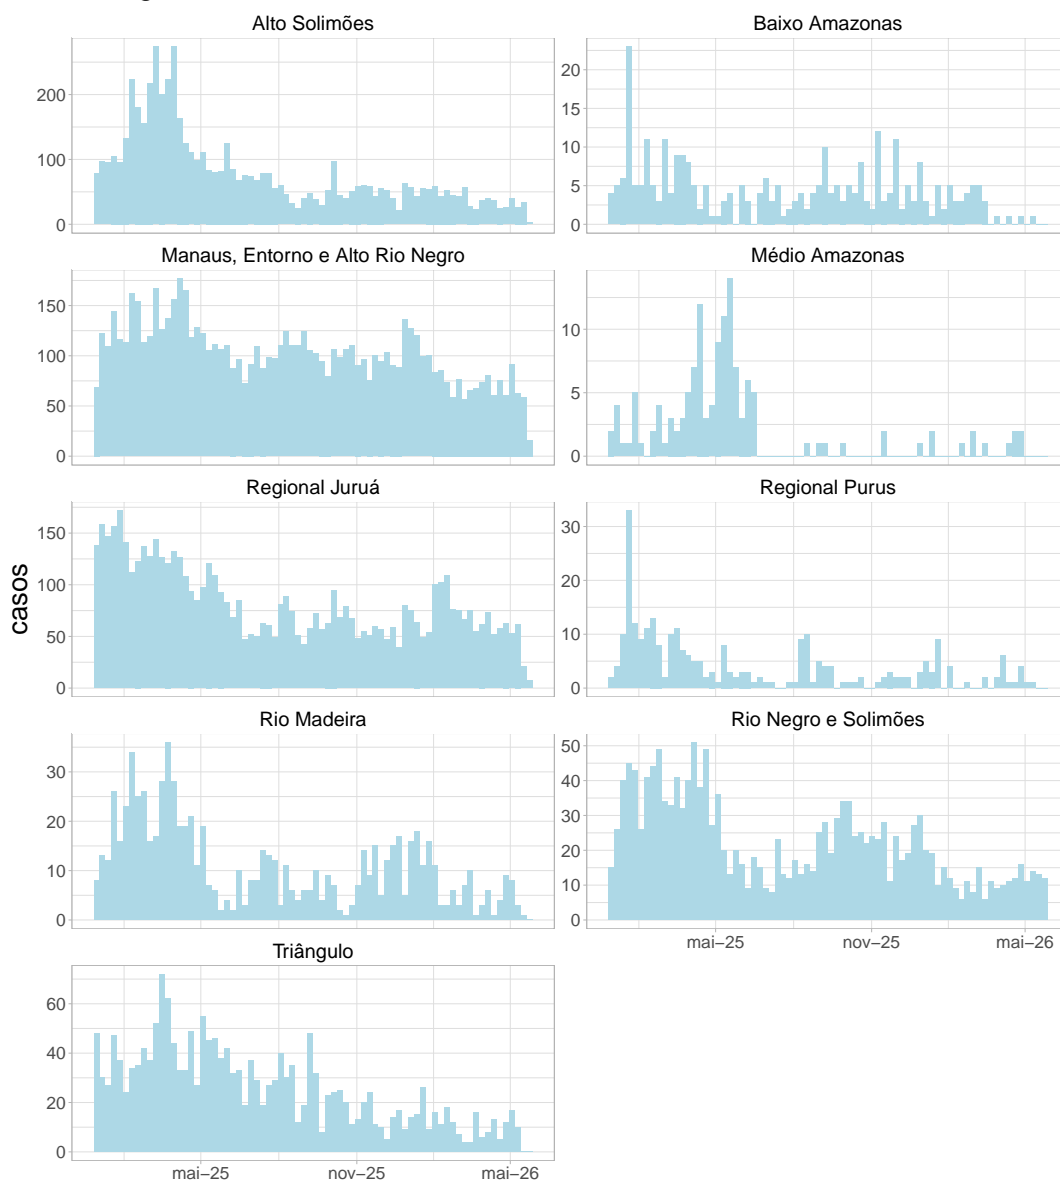 Alto Solimões
Baixo Amazonas
200
100
0
20
15
10
5
0
Manaus, Entorno e Alto Rio Negro
Médio Amazonas
150
100
50
0
10
5
0
Regional Juruá
Regional Purus
150
100
50
0
30
20
10
0
casos
Rio Madeira
Rio Negro e Solimões
30
20
10
0
50
40
30
20
10
0
mai–25
nov–25
mai–26
Triângulo
60
40
20
0
mai–25
nov–25
mai–26